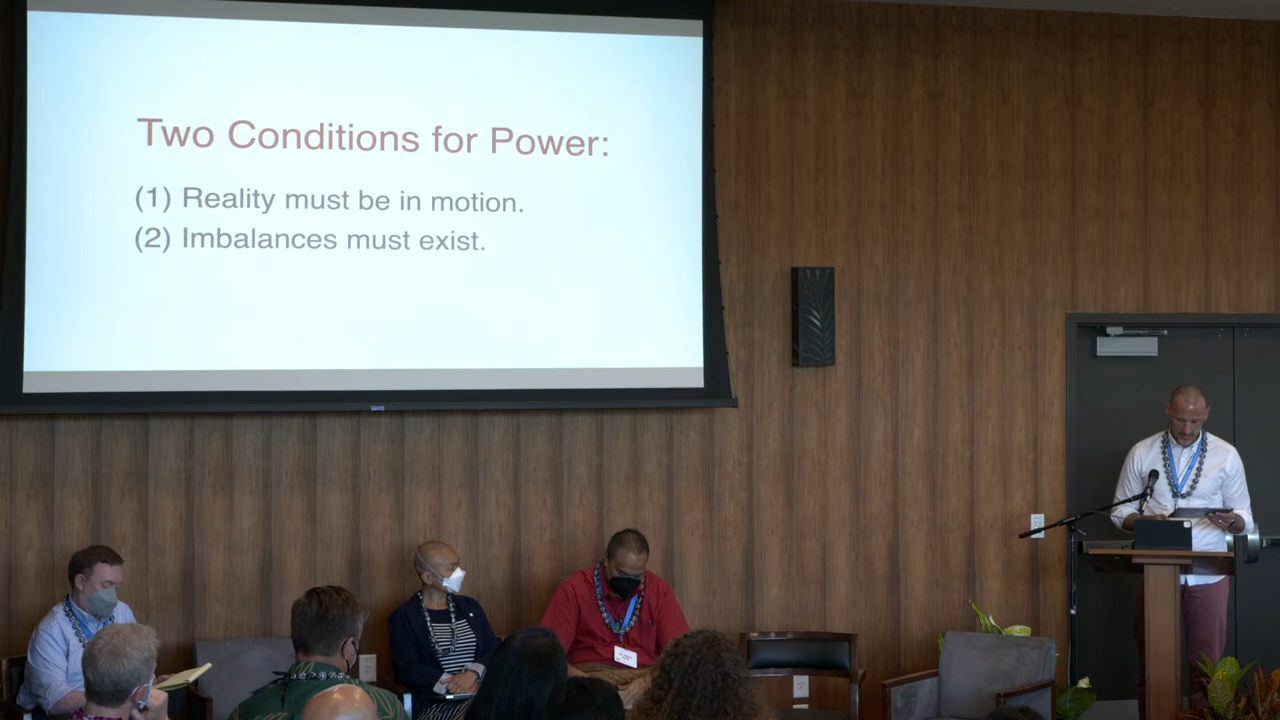 Two Conditions for Power:
(1) Reality must be in motion.
(2) Imbalances must exist.